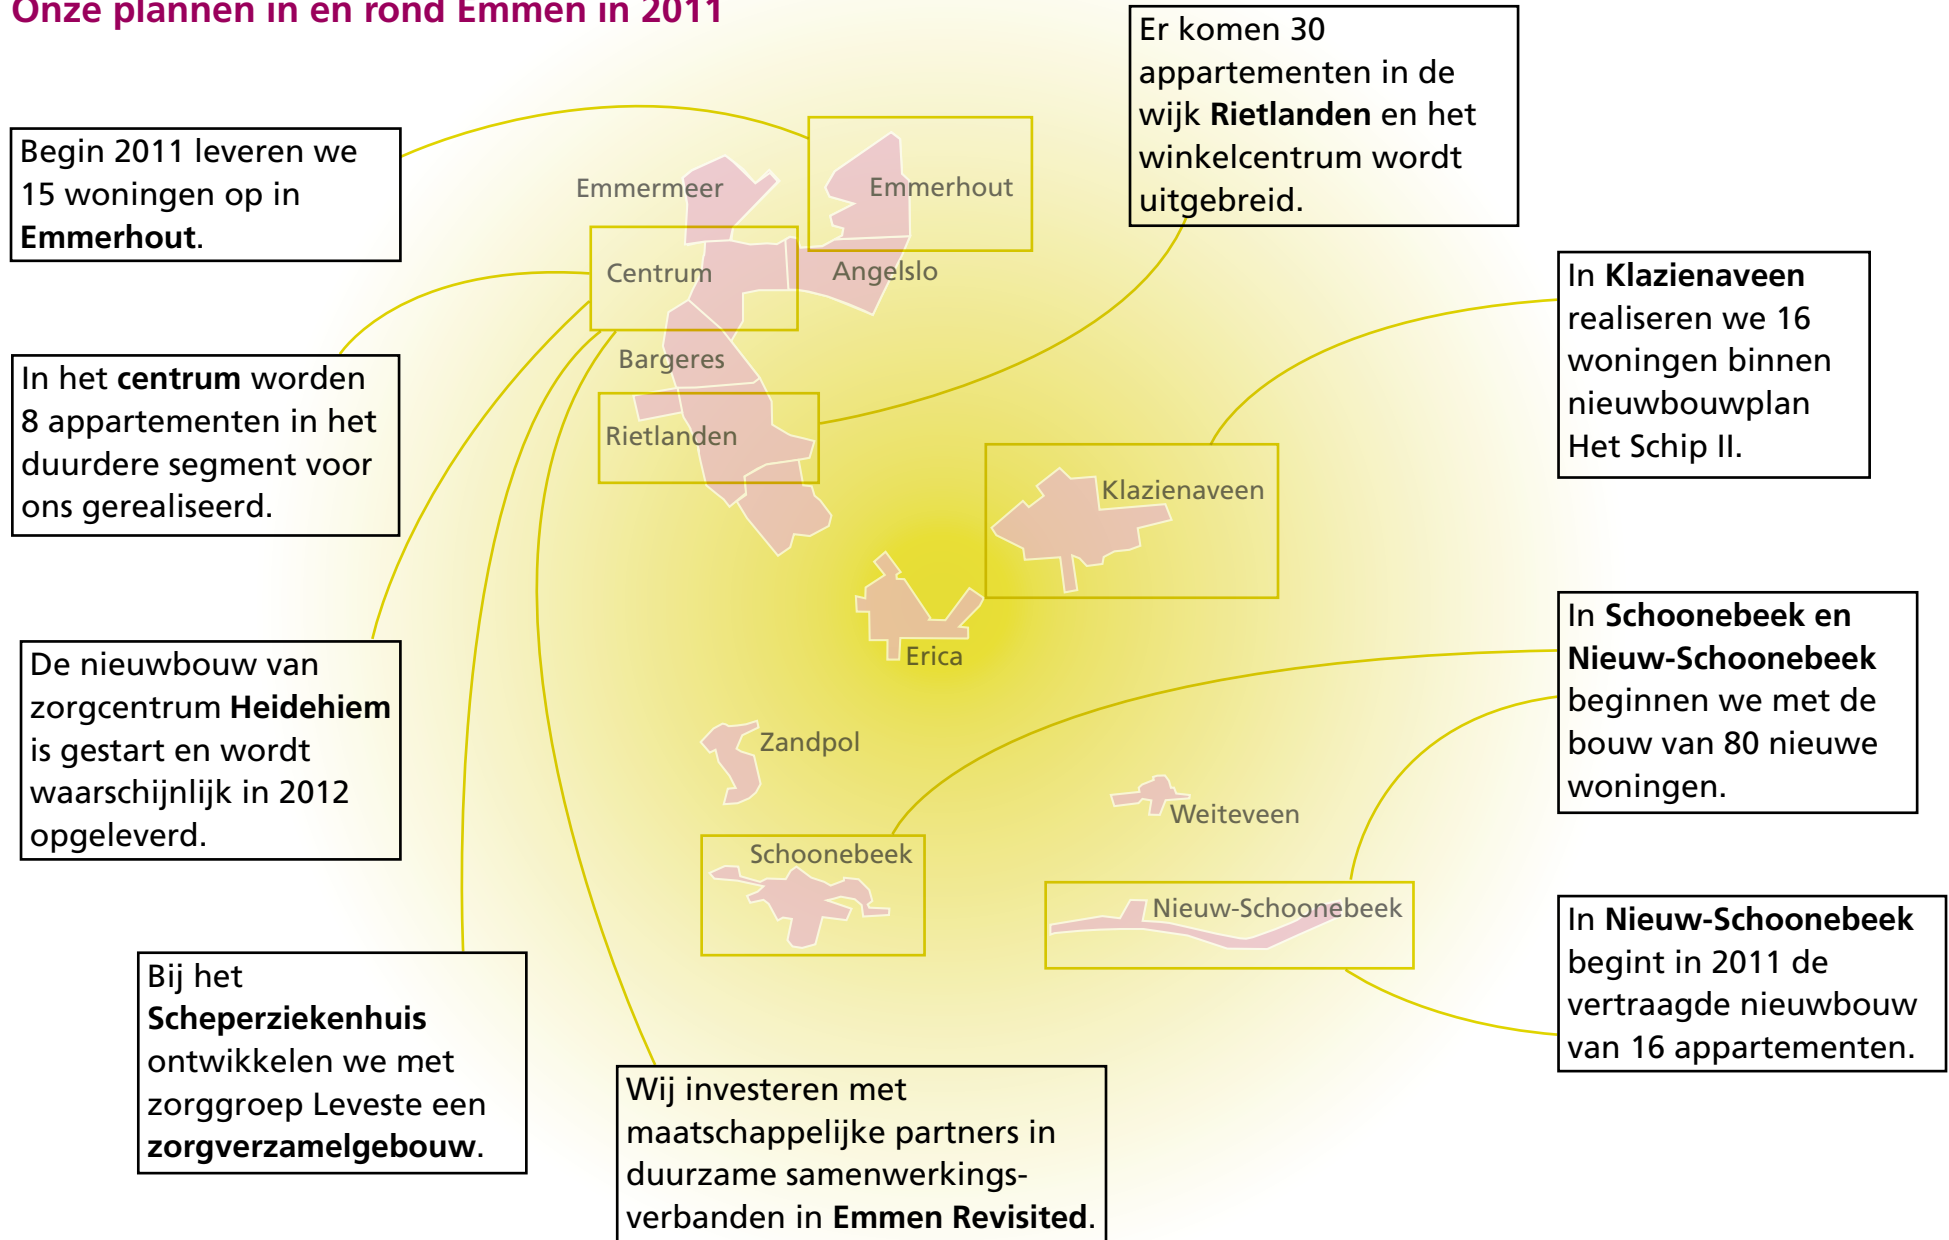 Onze plannen in en rond Emmen in 2011
Er komen 30
appartementen in de
wijk Rietlanden en het
winkelcentrum wordt
uitgebreid.
Begin 2011 leveren we
15 woningen op in
Emmerhout.
Emmermeer
Emmerhout
Centrum
Angelslo
Bargeres
Rietlanden
In Klazienaveen
realiseren we 16
woningen binnen
nieuwbouwplan
Het Schip II.
In het centrum worden
8 appartementen in het
duurdere segment voor
ons gerealiseerd.
Klazienaveen
Erica
De nieuwbouw van
zorgcentrum Heidehiem
is gestart en wordt
waarschijnlijk in 2012
opgeleverd.
In Schoonebeek en
Nieuw-Schoonebeek
beginnen we met de
bouw van 80 nieuwe
woningen.
Zandpol
Weiteveen
Schoonebeek
Nieuw-Schoonebeek
In Nieuw-Schoonebeek
begint in 2011 de
vertraagde nieuwbouw
van 16 appartementen.
Bij het
Scheperziekenhuis
ontwikkelen we met
zorggroep Leveste een
zorgverzamelgebouw.
Wij investeren met
maatschappelijke partners in
duurzame samenwerkings-
verbanden in Emmen Revisited.